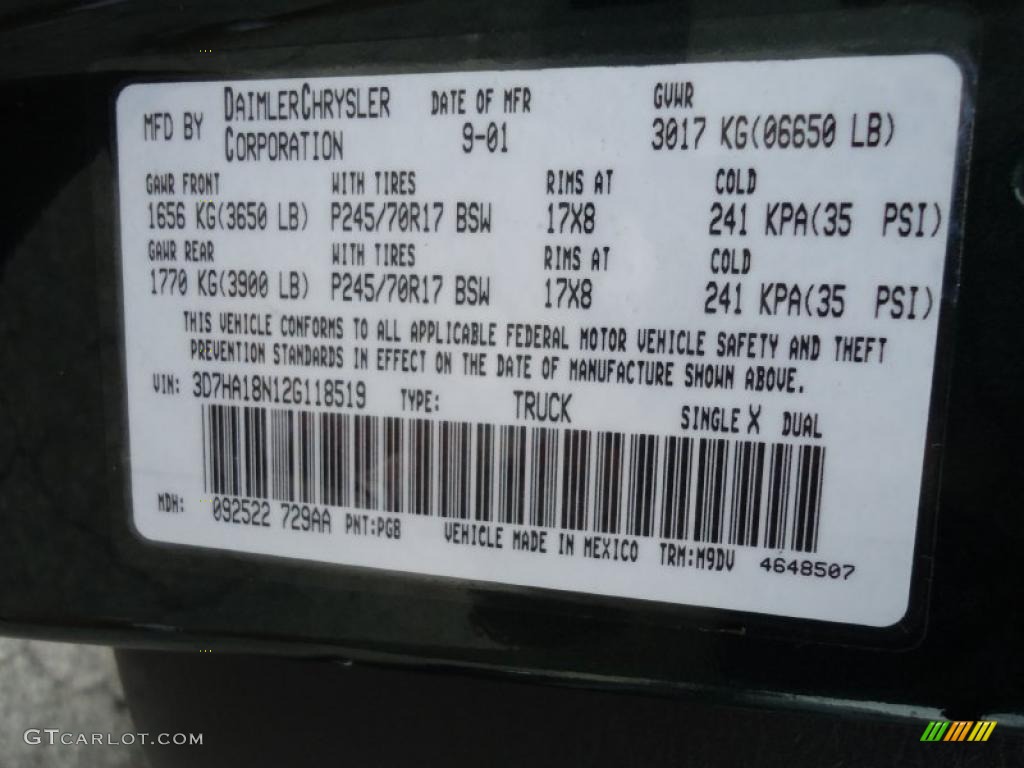 MFD BY DAIMLERCHRYSLER CORPORATION DATE OF MFR 9-01 GVWR 3017 KG(06650 LB)
GAWR FRONT WITH TIRES RIMS AT COLD
1656 KG(3650 LB) P245/70R17 BSW 17X8 241 KPA(35 PSI)
GAWR REAR WITH TIRES RIMS AT COLD
1770 KG(3900 LB) P245/70R17 BSW 17X8 241 KPA(35 PSI)
THIS VEHICLE CONFORMS TO ALL APPLICABLE FEDERAL MOTOR VEHICLE SAFETY AND THEFT
PREVENTION STANDARDS IN EFFECT ON THE DATE OF MANUFACTURE SHOWN ABOVE.
VIN: 3D7HA18N12G118519 TYPE: TRUCK SINGLE X DUAL
MDH: 092522 729AA PNT:PG8 VEHICLE MADE IN MEXICO TRM:M9DV 4648507
GTCARLOT.COM